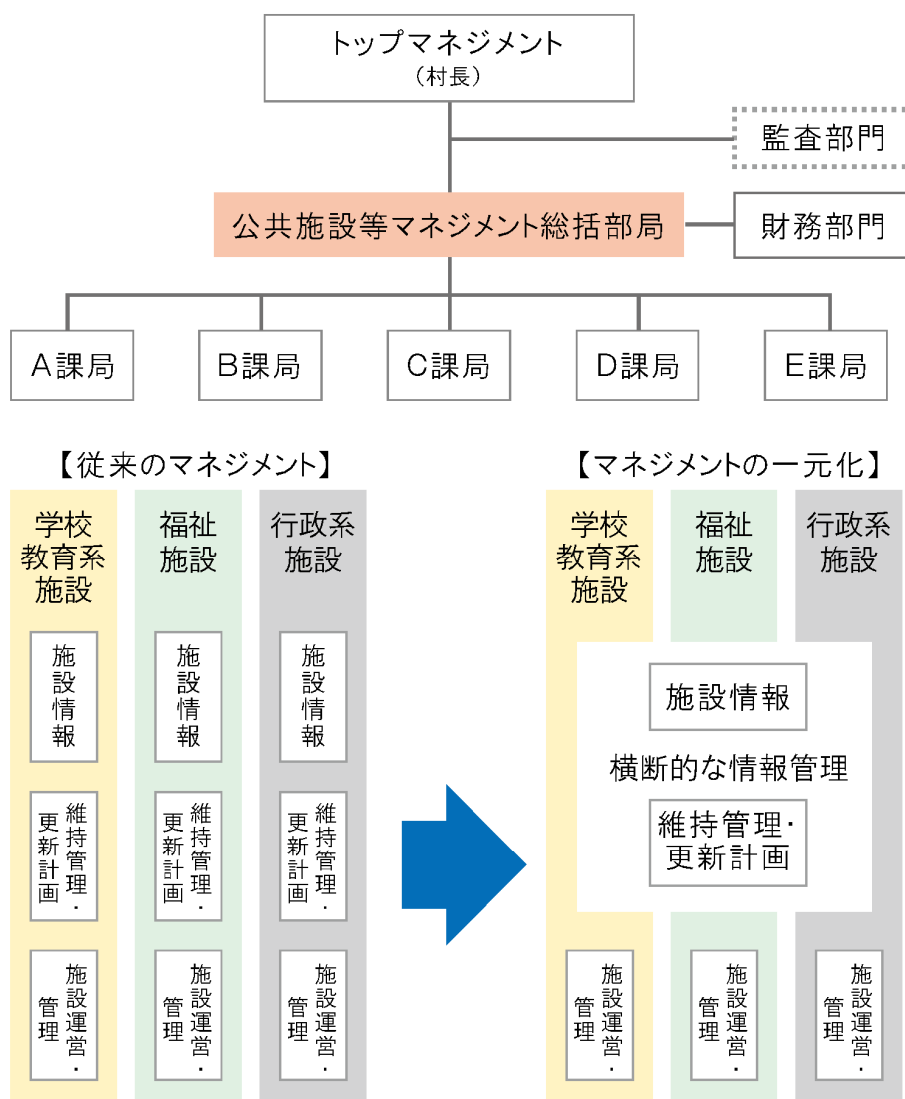 トップマネジメント
（村長）
監査部門
公共施設等マネジメント総括部局
財務部門
A課局
B課局
C課局
D課局
E課局
【従来のマネジメント】
学校
教育系
施設
福祉
施設
行政系
施設
施設情報
施設情報
施設情報
維持管理・
更新計画
維持管理・
更新計画
維持管理・
更新計画
施設運営・
管理
施設運営・
管理
施設運営・
管理
【マネジメントの一元化】
学校
教育系
施設
福祉
施設
行政系
施設
施設情報
横断的な情報管理
維持管理・
更新計画
施設運営・
管理
施設運営・
管理
施設運営・
管理